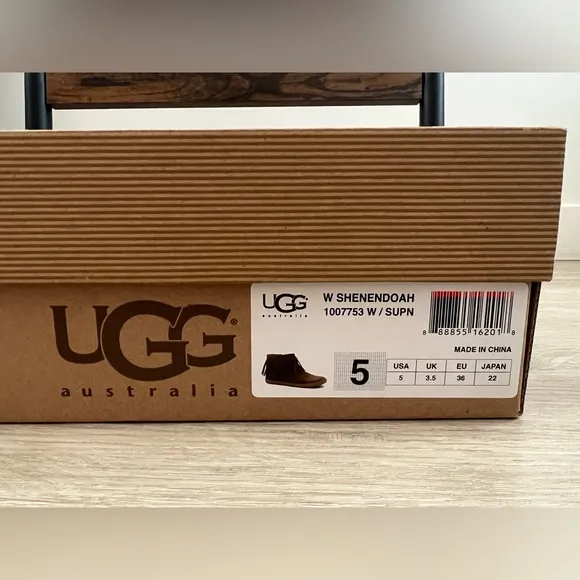 UGG®
australia
UGG
australia
W SHENENDOAH
1007753 W / SUPN
8 88855 16201 8
MADE IN CHINA
5
USA UK EU JAPAN
5 3.5 36 22